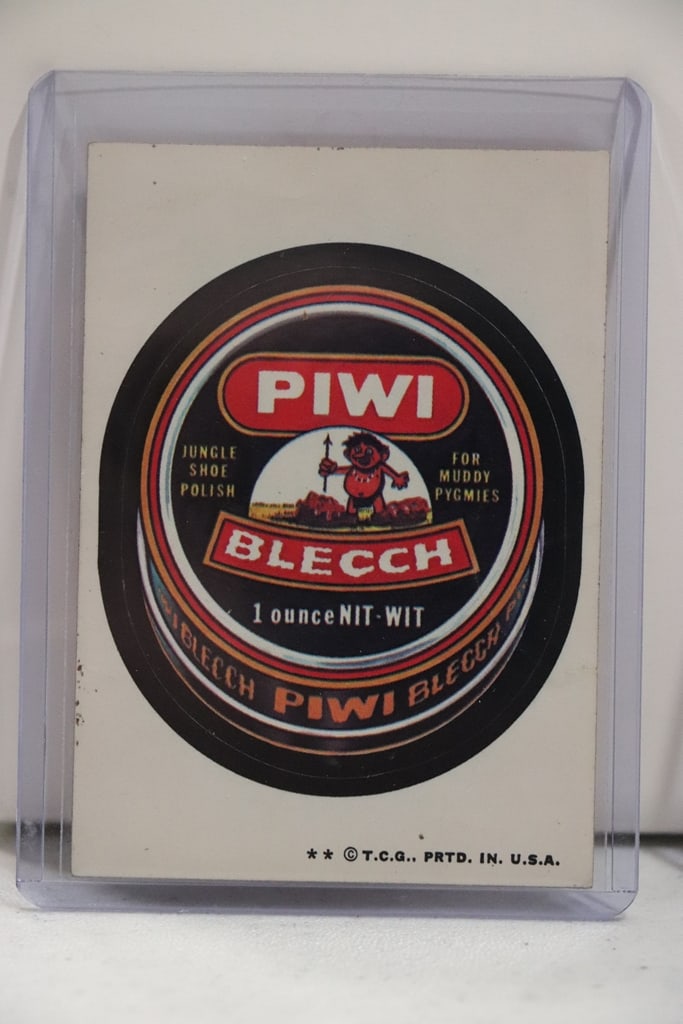 PIWI
JUNGLE
SHOE
POLISH
FOR
MUDDY
PYGMIES
BLECCH
1 ounce NIT-WIT
BLECCH PIWI BLECCH
** © T.C.G., PRTD. IN. U.S.A.